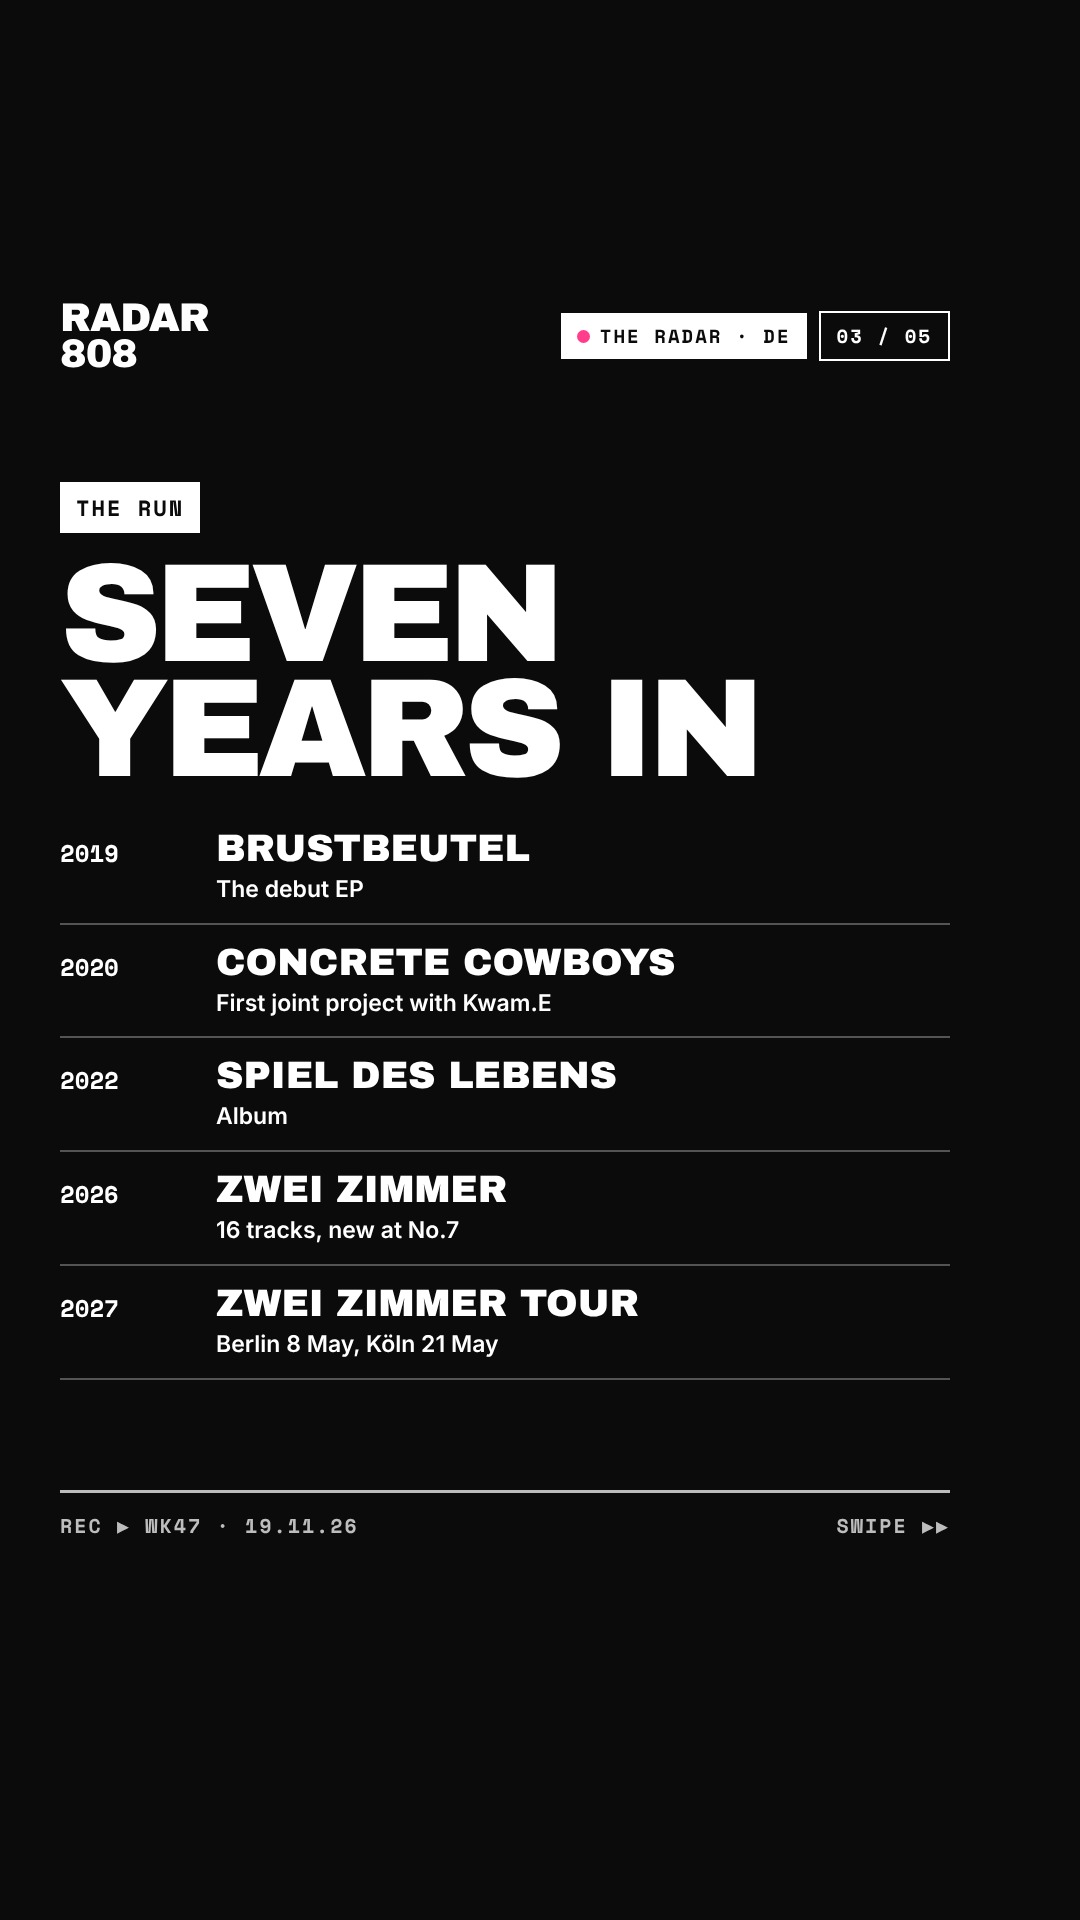 RADAR
808
THE RADAR · DE
03 / 05
THE RUN
SEVEN
YEARS IN
2019
BRUSTBEUTEL
The debut EP
2020
CONCRETE COWBOYS
First joint project with Kwam.E
2022
SPIEL DES LEBENS
Album
2026
ZWEI ZIMMER
16 tracks, new at No.7
2027
ZWEI ZIMMER TOUR
Berlin 8 May, Köln 21 May
REC ▶ WK47 · 19.11.26
SWIPE ▶▶